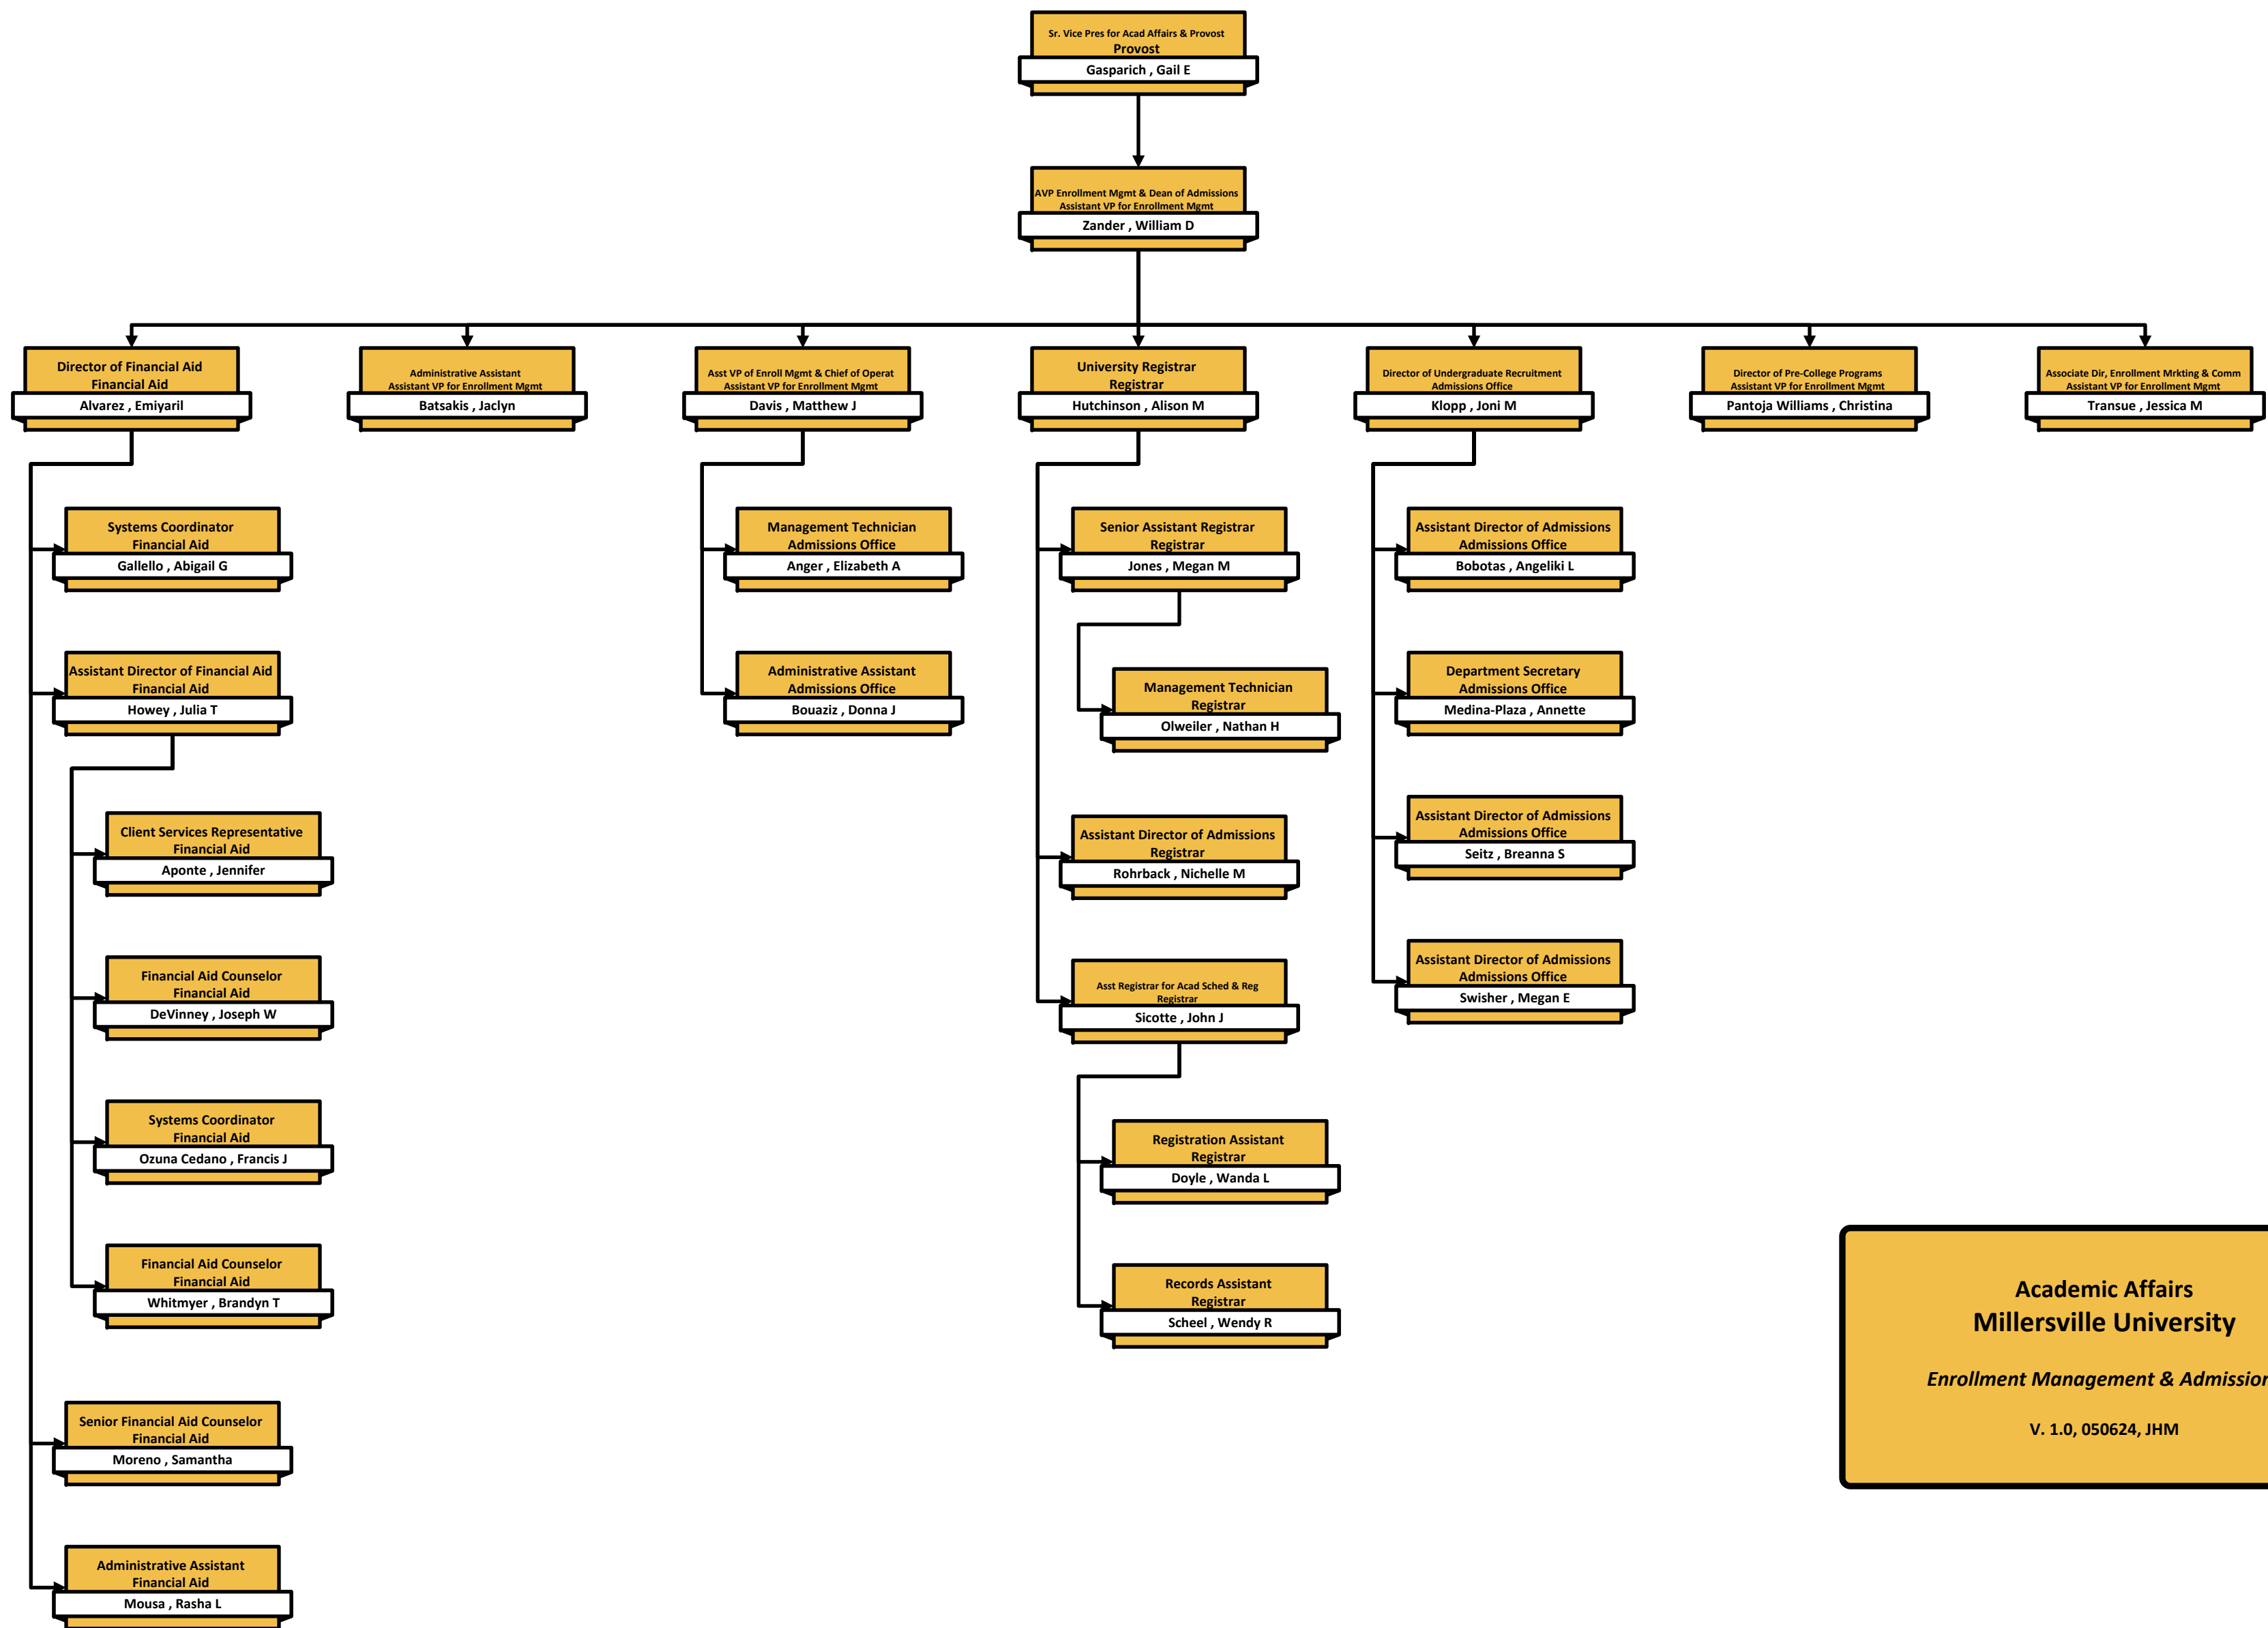 Sr. Vice Pres for Acad Affairs & Provost
Provost
Gasparich , Gail E
AVP Enrollment Mgmt & Dean of Admissions
Assistant VP for Enrollment Mgmt
Zander , William D
Director of Financial Aid
Financial Aid
Alvarez , Emiyaril
Administrative Assistant
Assistant VP for Enrollment Mgmt
Batsakis , Jaclyn
Asst VP of Enroll Mgmt & Chief of Operat
Assistant VP for Enrollment Mgmt
Davis , Matthew J
University Registrar
Registrar
Hutchinson , Alison M
Director of Undergraduate Recruitment
Admissions Office
Klopp , Joni M
Director of Pre-College Programs
Assistant VP for Enrollment Mgmt
Pantoja Williams , Christina
Associate Dir, Enrollment Mrkting & Comm
Assistant VP for Enrollment Mgmt
Transue , Jessica M
Systems Coordinator
Financial Aid
Gallello , Abigail G
Assistant Director of Financial Aid
Financial Aid
Howey , Julia T
Client Services Representative
Financial Aid
Aponte , Jennifer
Financial Aid Counselor
Financial Aid
DeVinney , Joseph W
Systems Coordinator
Financial Aid
Ozuna Cedano , Francis J
Financial Aid Counselor
Financial Aid
Whitmyer , Brandyn T
Senior Financial Aid Counselor
Financial Aid
Moreno , Samantha
Administrative Assistant
Financial Aid
Mousa , Rasha L
Management Technician
Admissions Office
Anger , Elizabeth A
Administrative Assistant
Admissions Office
Bouaziz , Donna J
Senior Assistant Registrar
Registrar
Jones , Megan M
Management Technician
Registrar
Olweiler , Nathan H
Assistant Director of Admissions
Registrar
Rohrback , Nichelle M
Asst Registrar for Acad Sched & Reg
Registrar
Sicotte , John J
Registration Assistant
Registrar
Doyle , Wanda L
Records Assistant
Registrar
Scheel , Wendy R
Assistant Director of Admissions
Admissions Office
Bobotas , Angeliki L
Department Secretary
Admissions Office
Medina-Plaza , Annette
Assistant Director of Admissions
Admissions Office
Seitz , Breanna S
Assistant Director of Admissions
Admissions Office
Swisher , Megan E
Academic Affairs
Millersville University
Enrollment Management & Admission
V. 1.0, 050624, JHM